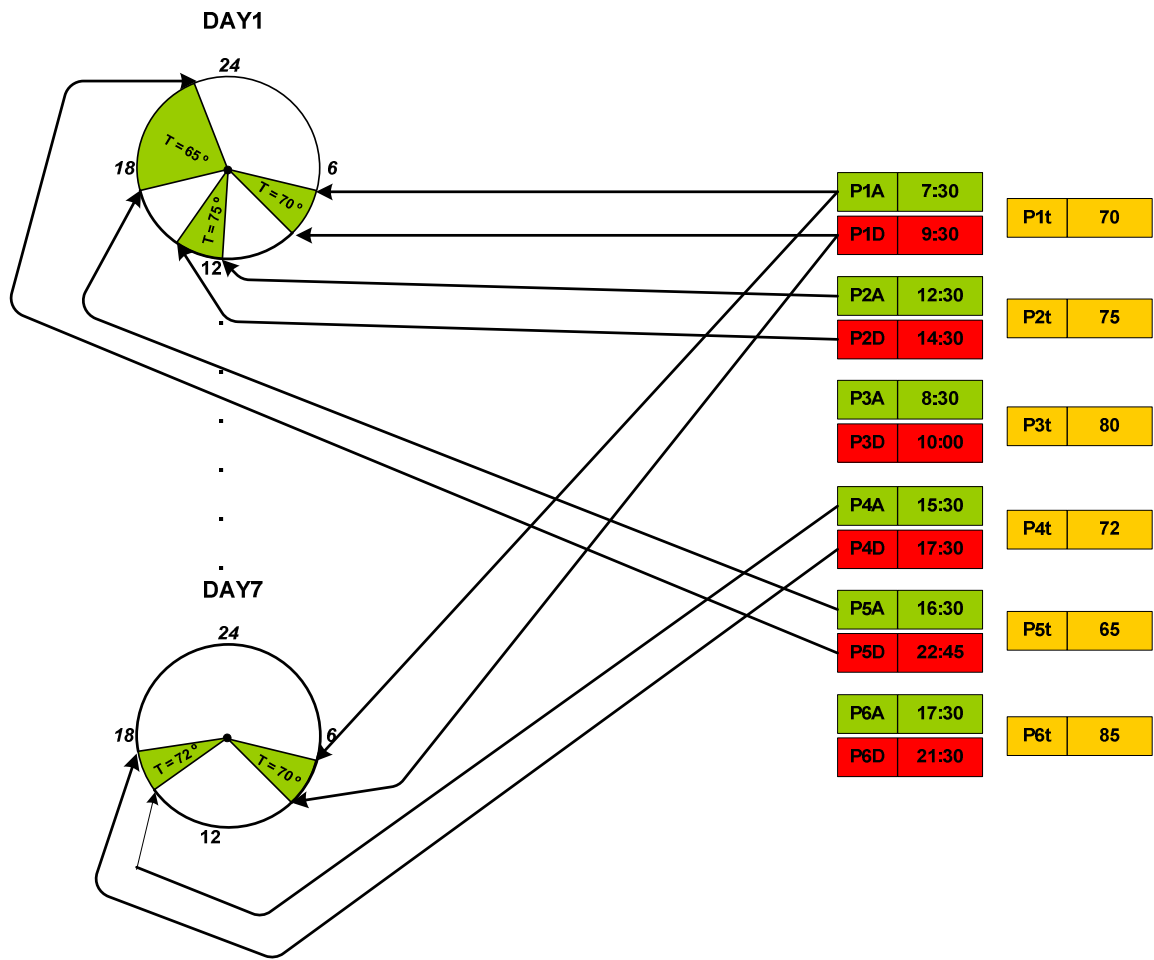 DAY1
24
18
6
12
T = 65 º
T = 75 º
T = 70 º
P1A 7:30
P1D 9:30
P1t 70
P2A 12:30
P2D 14:30
P2t 75
P3A 8:30
P3D 10:00
P3t 80
P4A 15:30
P4D 17:30
P4t 72
P5A 16:30
P5D 22:45
P5t 65
P6A 17:30
P6D 21:30
P6t 85
DAY7
24
18
6
12
T = 72 º
T = 70 º